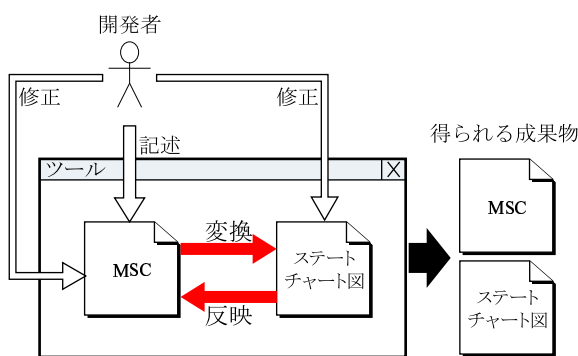 開発者
修正
修正
記述
得られる成果物
ツール
X
MSC
変換
ステート
チャート図
反映
MSC
ステート
チャート図